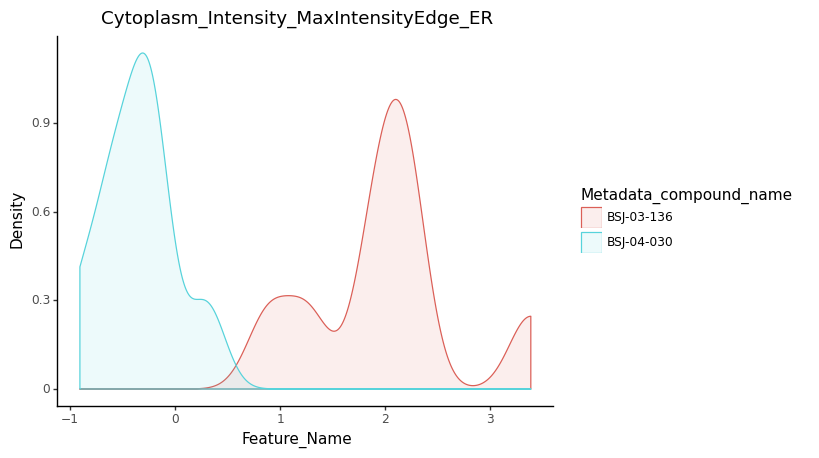 Cytoplasm_Intensity_MaxIntensityEdge_ER
0.9
0.6
0.3
0
−1
0
1
2
3
Density
Feature_Name
Metadata_compound_name
BSJ-03-136
BSJ-04-030